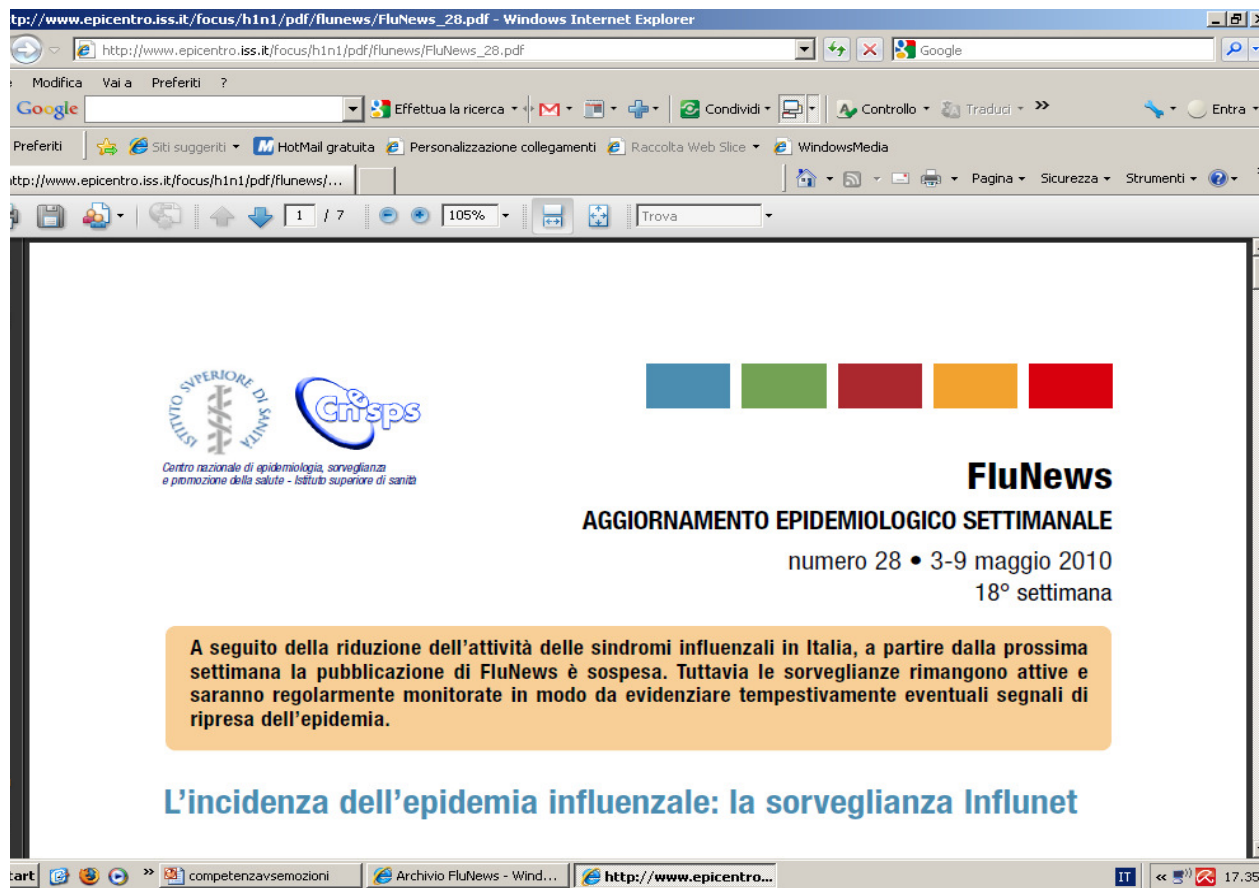 tp://www.epicentro.iss.it/focus/h1n1/pdf/flunews/FluNews_28.pdf - Windows Internet Explorer
http://www.epicentro.iss.it/focus/h1n1/pdf/flunews/FluNews_28.pdf Google
Modifica Vai a Preferiti ?
Google Effettua la ricerca Condividi Controllo Traduci » Entra
Preferiti Siti suggeriti HotMail gratuita Personalizzazione collegamenti Raccolta Web Slice WindowsMedia
ttp://www.epicentro.iss.it/focus/h1n1/pdf/flunews/... Pagina Sicurezza Strumenti
1 / 7 105% Trova
ISTITUTO SVPERIORE DI SANITÀ
Cnesps
Centro nazionale di epidemiologia, sorveglianza
e promozione della salute - Istituto superiore di sanità
FluNews
AGGIORNAMENTO EPIDEMIOLOGICO SETTIMANALE
numero 28 • 3-9 maggio 2010
18° settimana
A seguito della riduzione dell'attività delle sindromi influenzali in Italia, a partire dalla prossima
settimana la pubblicazione di FluNews è sospesa. Tuttavia le sorveglianze rimangono attive e
saranno regolarmente monitorate in modo da evidenziare tempestivamente eventuali segnali di
ripresa dell'epidemia.
L'incidenza dell'epidemia influenzale: la sorveglianza Influnet
tart » competenzavsemozioni Archivio FluNews - Wind... http://www.epicentro... IT « 17.35